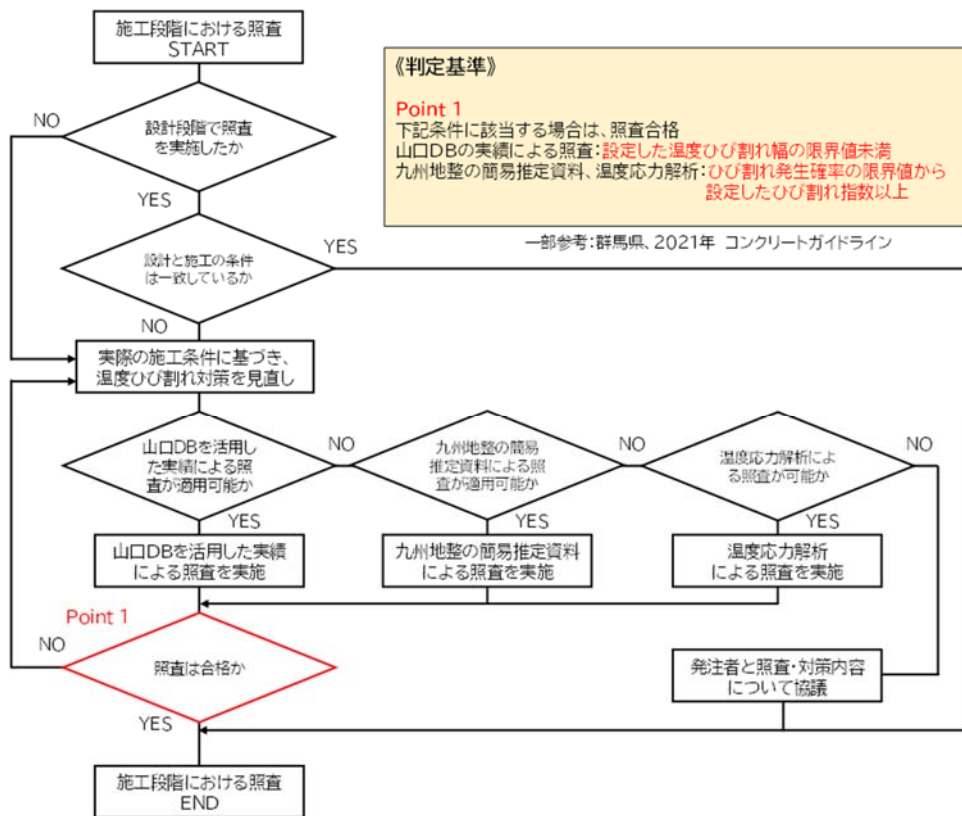 施工段階における照査
START
《判定基準》
Point 1
下記条件に該当する場合は、照査合格
山口DBの実績による照査：設定した温度ひび割れ幅の限界値未満
九州地整の簡易推定資料、温度応力解析：ひび割れ発生確率の限界値から
設定したひび割れ指数以上
一部参考：群馬県、2021年 コンクリートガイドライン
NO
設計段階で照査
を実施したか
YES
設計と施工の条件
は一致しているか
YES
NO
実際の施工条件に基づき、
温度ひび割れ対策を見直し
山口DBを活用し
た実績による照
査が適用可能か
NO
九州地整の簡易
推定資料による照
査が適用可能か
NO
温度応力解析によ
る照査が可能か
NO
YES
YES
YES
山口DBを活用した実績
による照査を実施
九州地整の簡易推定資料
による照査を実施
温度応力解析
による照査を実施
Point 1
NO
照査は合格か
発注者と照査・対策内容
について協議
YES
施工段階における照査
END